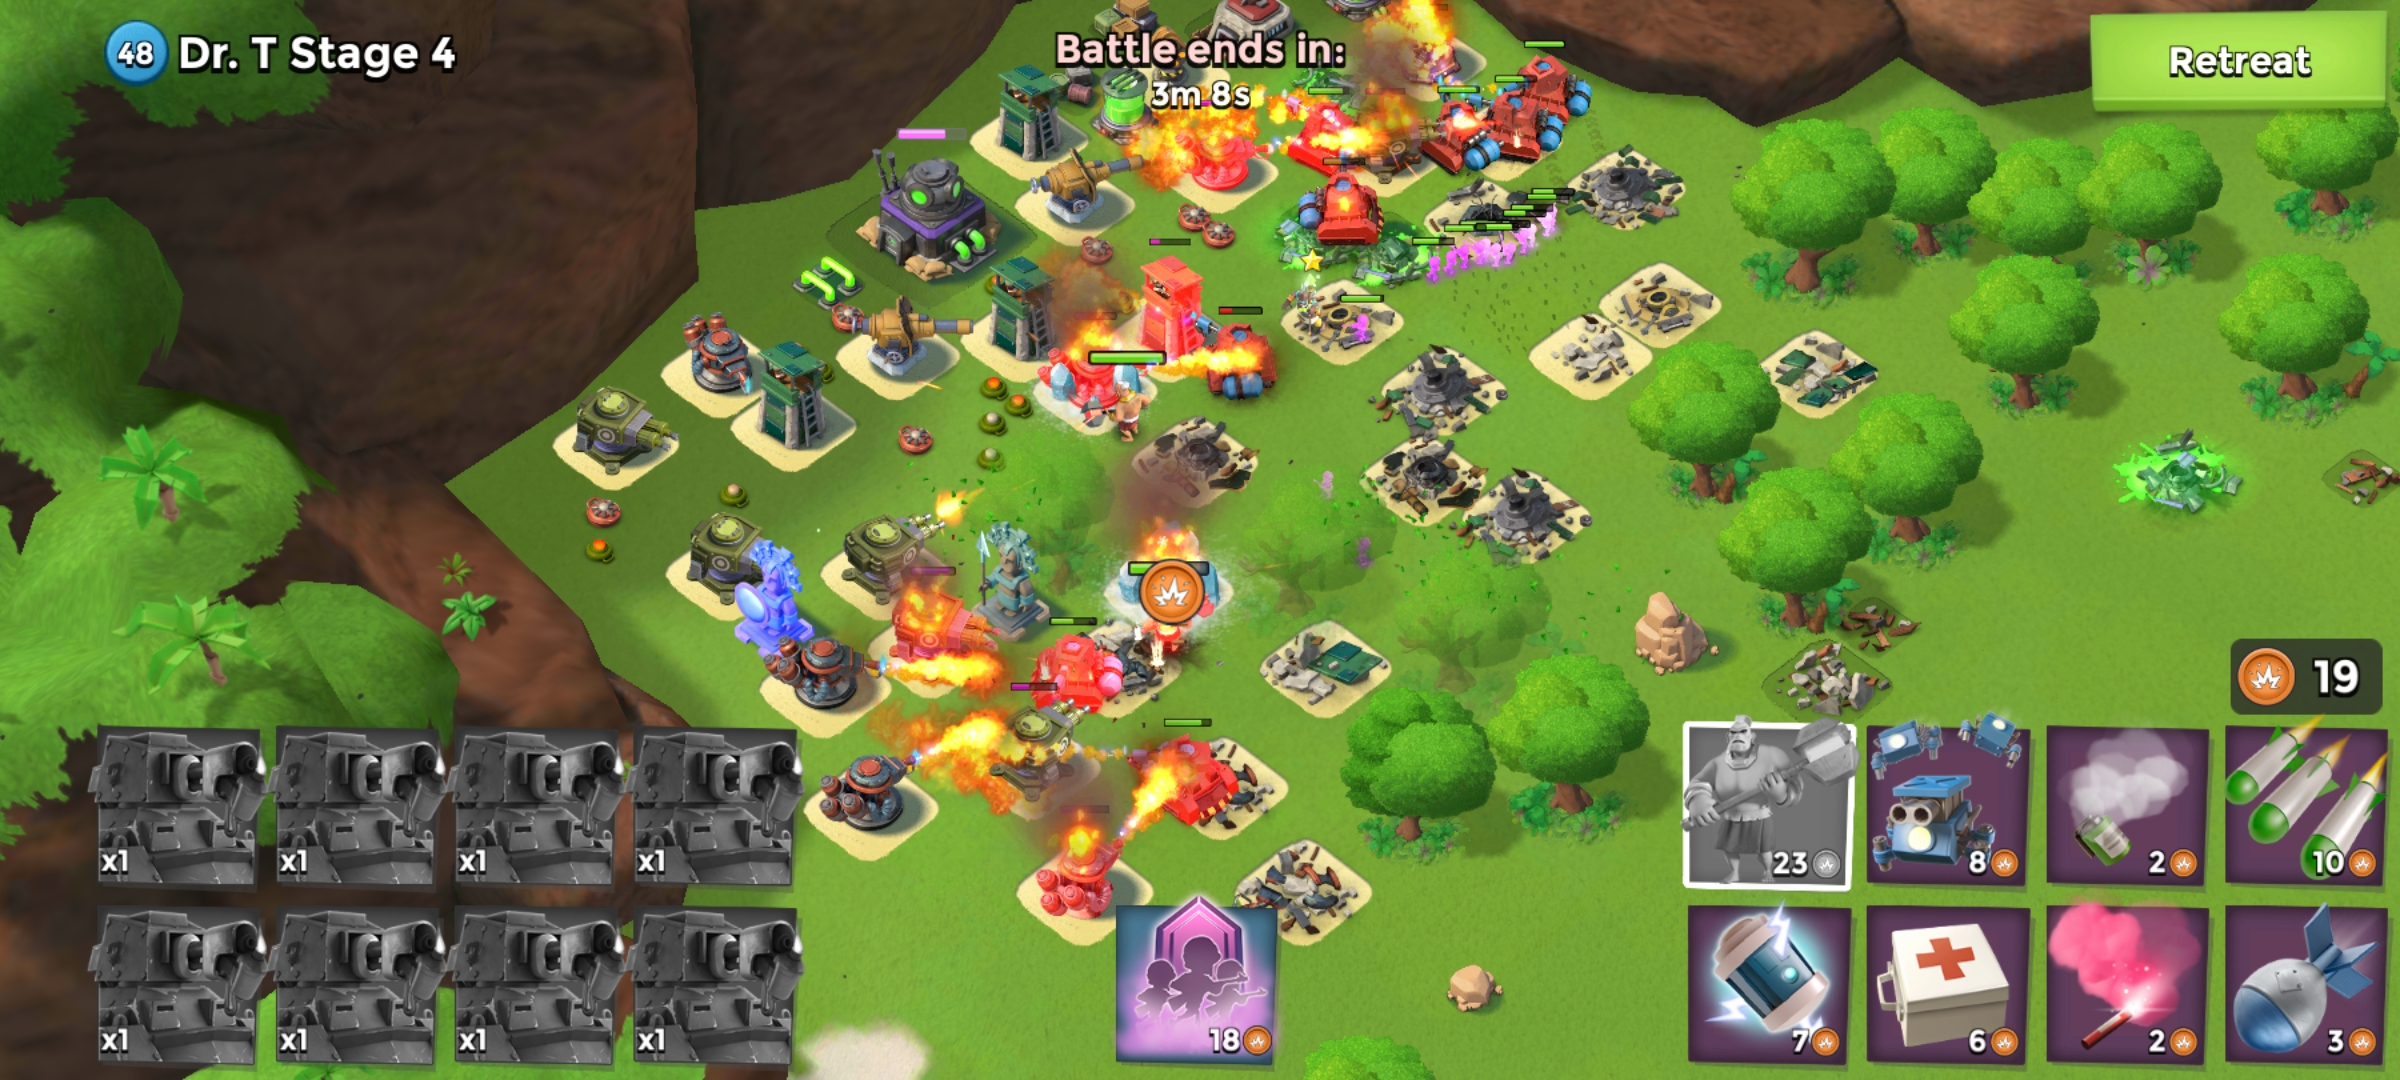 48 Dr. T Stage 4
Battle ends in:
3m 8s
Retreat
19
x1 x1 x1 x1
23 8 2 10
x1 x1 x1 x1
18
7 6 2 3